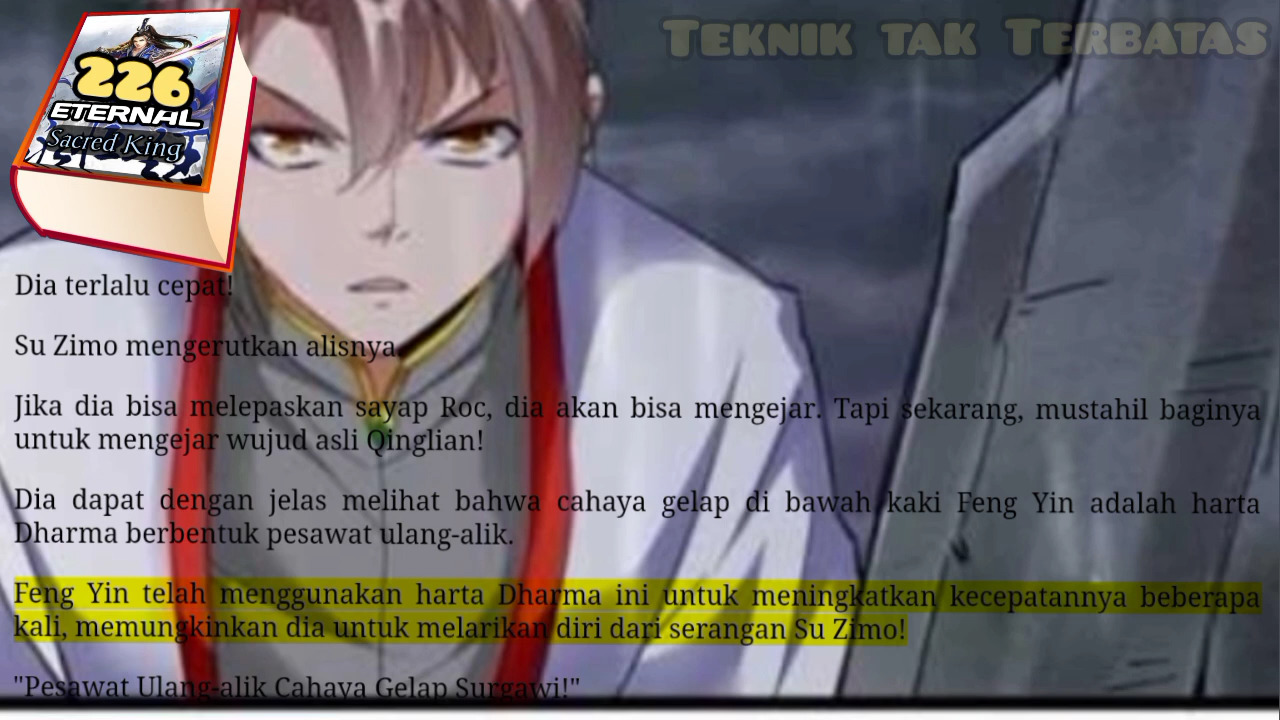 TEKNIK TAK TERBATAS
226
ETERNAL
Sacred King
Dia terlalu cepat!
Su Zimo mengerutkan alisnya.
Jika dia bisa melepaskan sayap Roc, dia akan bisa mengejar. Tapi sekarang, mustahil baginya
untuk mengejar wujud asli Qinglian!
Dia dapat dengan jelas melihat bahwa cahaya gelap di bawah kaki Feng Yin adalah harta
Dharma berbentuk pesawat ulang-alik.
Feng Yin telah menggunakan harta Dharma ini untuk meningkatkan kecepatannya beberapa
kali, memungkinkan dia untuk melarikan diri dari serangan Su Zimo!
"Pesawat Ulang-alik Cahaya Gelap Surgawi!"